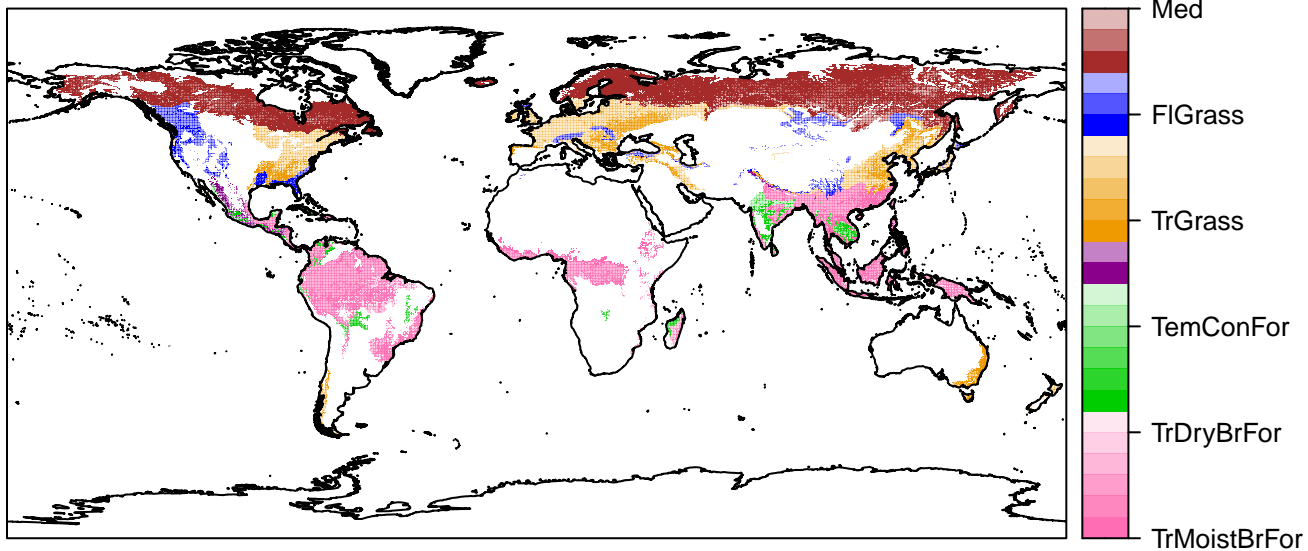 Med
FlGrass
TrGrass
TemConFor
TrDryBrFor
TrMoistBrFor